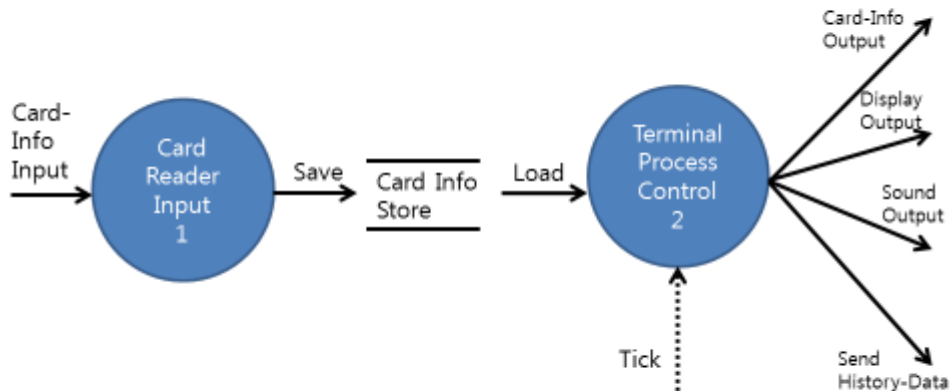 Card-
Info
Input
Card
Reader
Input
1
Save
Card Info
Store
Load
Terminal
Process
Control
2
Tick
Card-Info
Output
Display
Output
Sound
Output
Send
History-Data